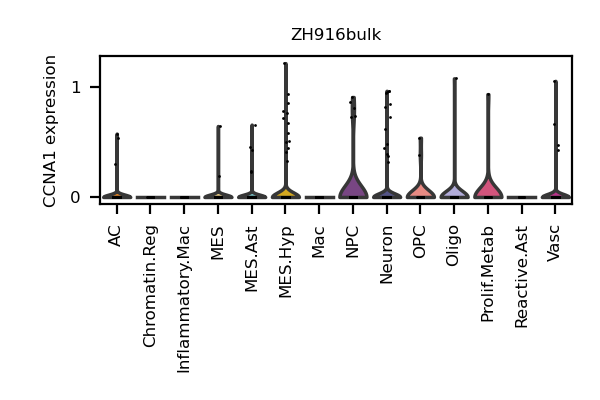 ZH916bulk
CCNA1 expression
1
0
AC
Chromatin.Reg
Inflammatory.Mac
MES
MES.Ast
MES.Hyp
Mac
NPC
Neuron
OPC
Oligo
Prolif.Metab
Reactive.Ast
Vasc